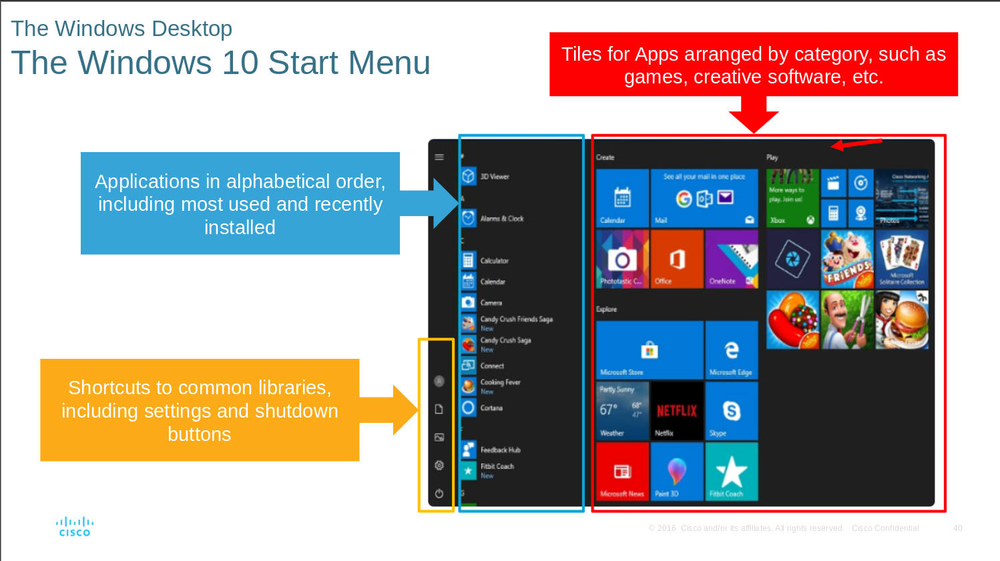 The Windows Desktop
The Windows 10 Start Menu
Tiles for Apps arranged by category, such as
games, creative software, etc.
Applications in alphabetical order,
including most used and recently
installed
Shortcuts to common libraries,
including settings and shutdown
buttons
#
3D Viewer
A
Alarms & Clock
C
Calculator
Calendar
Camera
Candy Crush Friends Saga
New
Candy Crush Saga
New
Connect
Cooking Fever
New
Cortana
F
Feedback Hub
Fitbit Coach
New
G
Create
See all your mail in one place
Calendar
Mail
Phototastic C...
Office
OneNote
Explore
Microsoft Store
Microsoft Edge
Partly Sunny
67° 68°
47°
Weather
NETFLIX
Netflix
Skype
Microsoft News
Paint 3D
Fitbit Coach
Play
More ways to
play. Join us!
Xbox
Cisco Networking A
Photos
FRIENDS
King
Microsoft
Solitaire Collection
King
CISCO
© 2016 Cisco and/or its affiliates. All rights reserved. Cisco Confidential
40